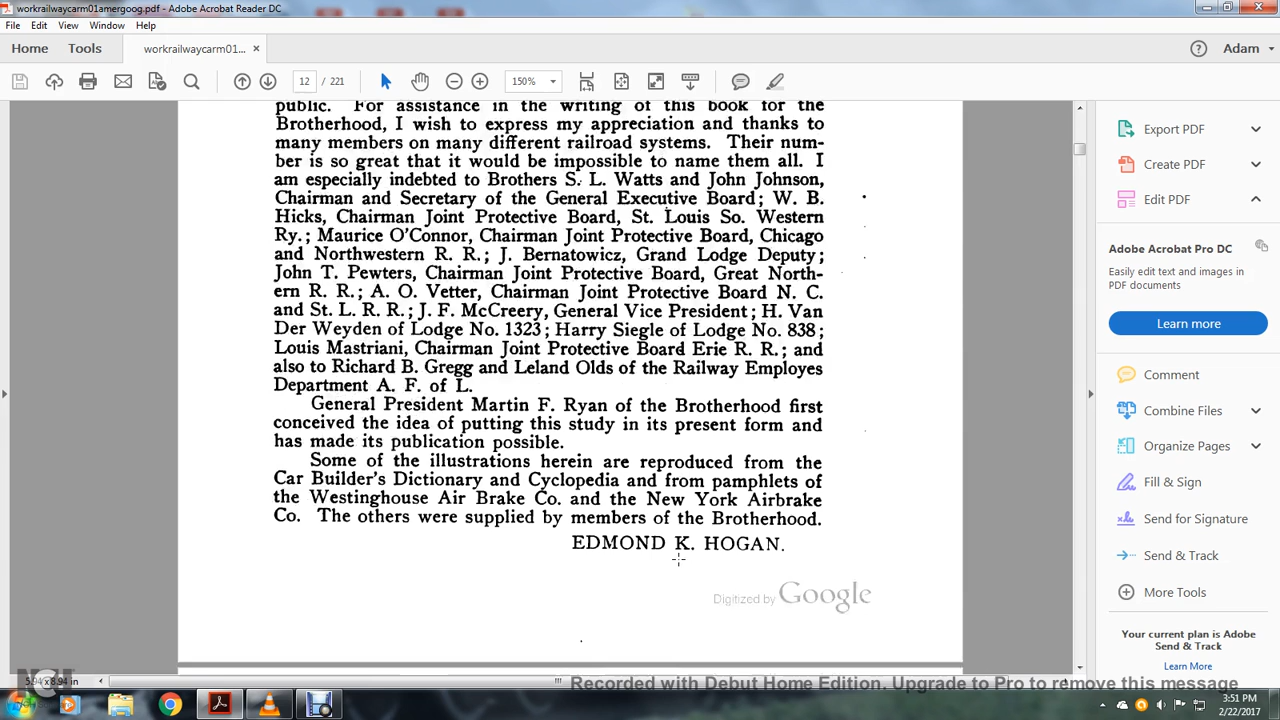 workrailwaycarm01amergoog.pdf - Adobe Acrobat Reader DC
File Edit View Window Help
Home Tools workrailwaycarm01... × Adam
12 / 221 150%
public. For assistance in the writing of this book for the
Brotherhood, I wish to express my appreciation and thanks to
many members on many different railroad systems. Their num-
ber is so great that it would be impossible to name them all. I
am especially indebted to Brothers S. L. Watts and John Johnson,
Chairman and Secretary of the General Executive Board; W. B.
Hicks, Chairman Joint Protective Board, St. Louis So. Western
Ry.; Maurice O'Connor, Chairman Joint Protective Board, Chicago
and Northwestern R. R.; J. Bernatowicz, Grand Lodge Deputy;
John T. Pewters, Chairman Joint Protective Board, Great North-
ern R. R.; A. O. Vetter, Chairman Joint Protective Board N. C.
and St. L. R. R.; J. F. McCreery, General Vice President; H. Van
Der Weyden of Lodge No. 1323; Harry Siegle of Lodge No. 838;
Louis Mastriani, Chairman Joint Protective Board Erie R. R.; and
also to Richard B. Gregg and Leland Olds of the Railway Employes
Department A. F. of L.
General President Martin F. Ryan of the Brotherhood first
conceived the idea of putting this study in its present form and
has made its publication possible.
Some of the illustrations herein are reproduced from the
Car Builder's Dictionary and Cyclopedia and from pamphlets of
the Westinghouse Air Brake Co. and the New York Airbrake
Co. The others were supplied by members of the Brotherhood.
EDMOND K. HOGAN.
Digitized by Google
Export PDF
Create PDF
Edit PDF
Adobe Acrobat Pro DC
Easily edit text and images in
PDF documents
Learn more
Comment
Combine Files
Organize Pages
Fill & Sign
Send for Signature
Send & Track
More Tools
Your current plan is Adobe
Send & Track
Learn More
5.94 x 8.94 in
Recorded with Debut Home Edition. Upgrade to Pro to remove this message
3:51 PM
2/22/2017